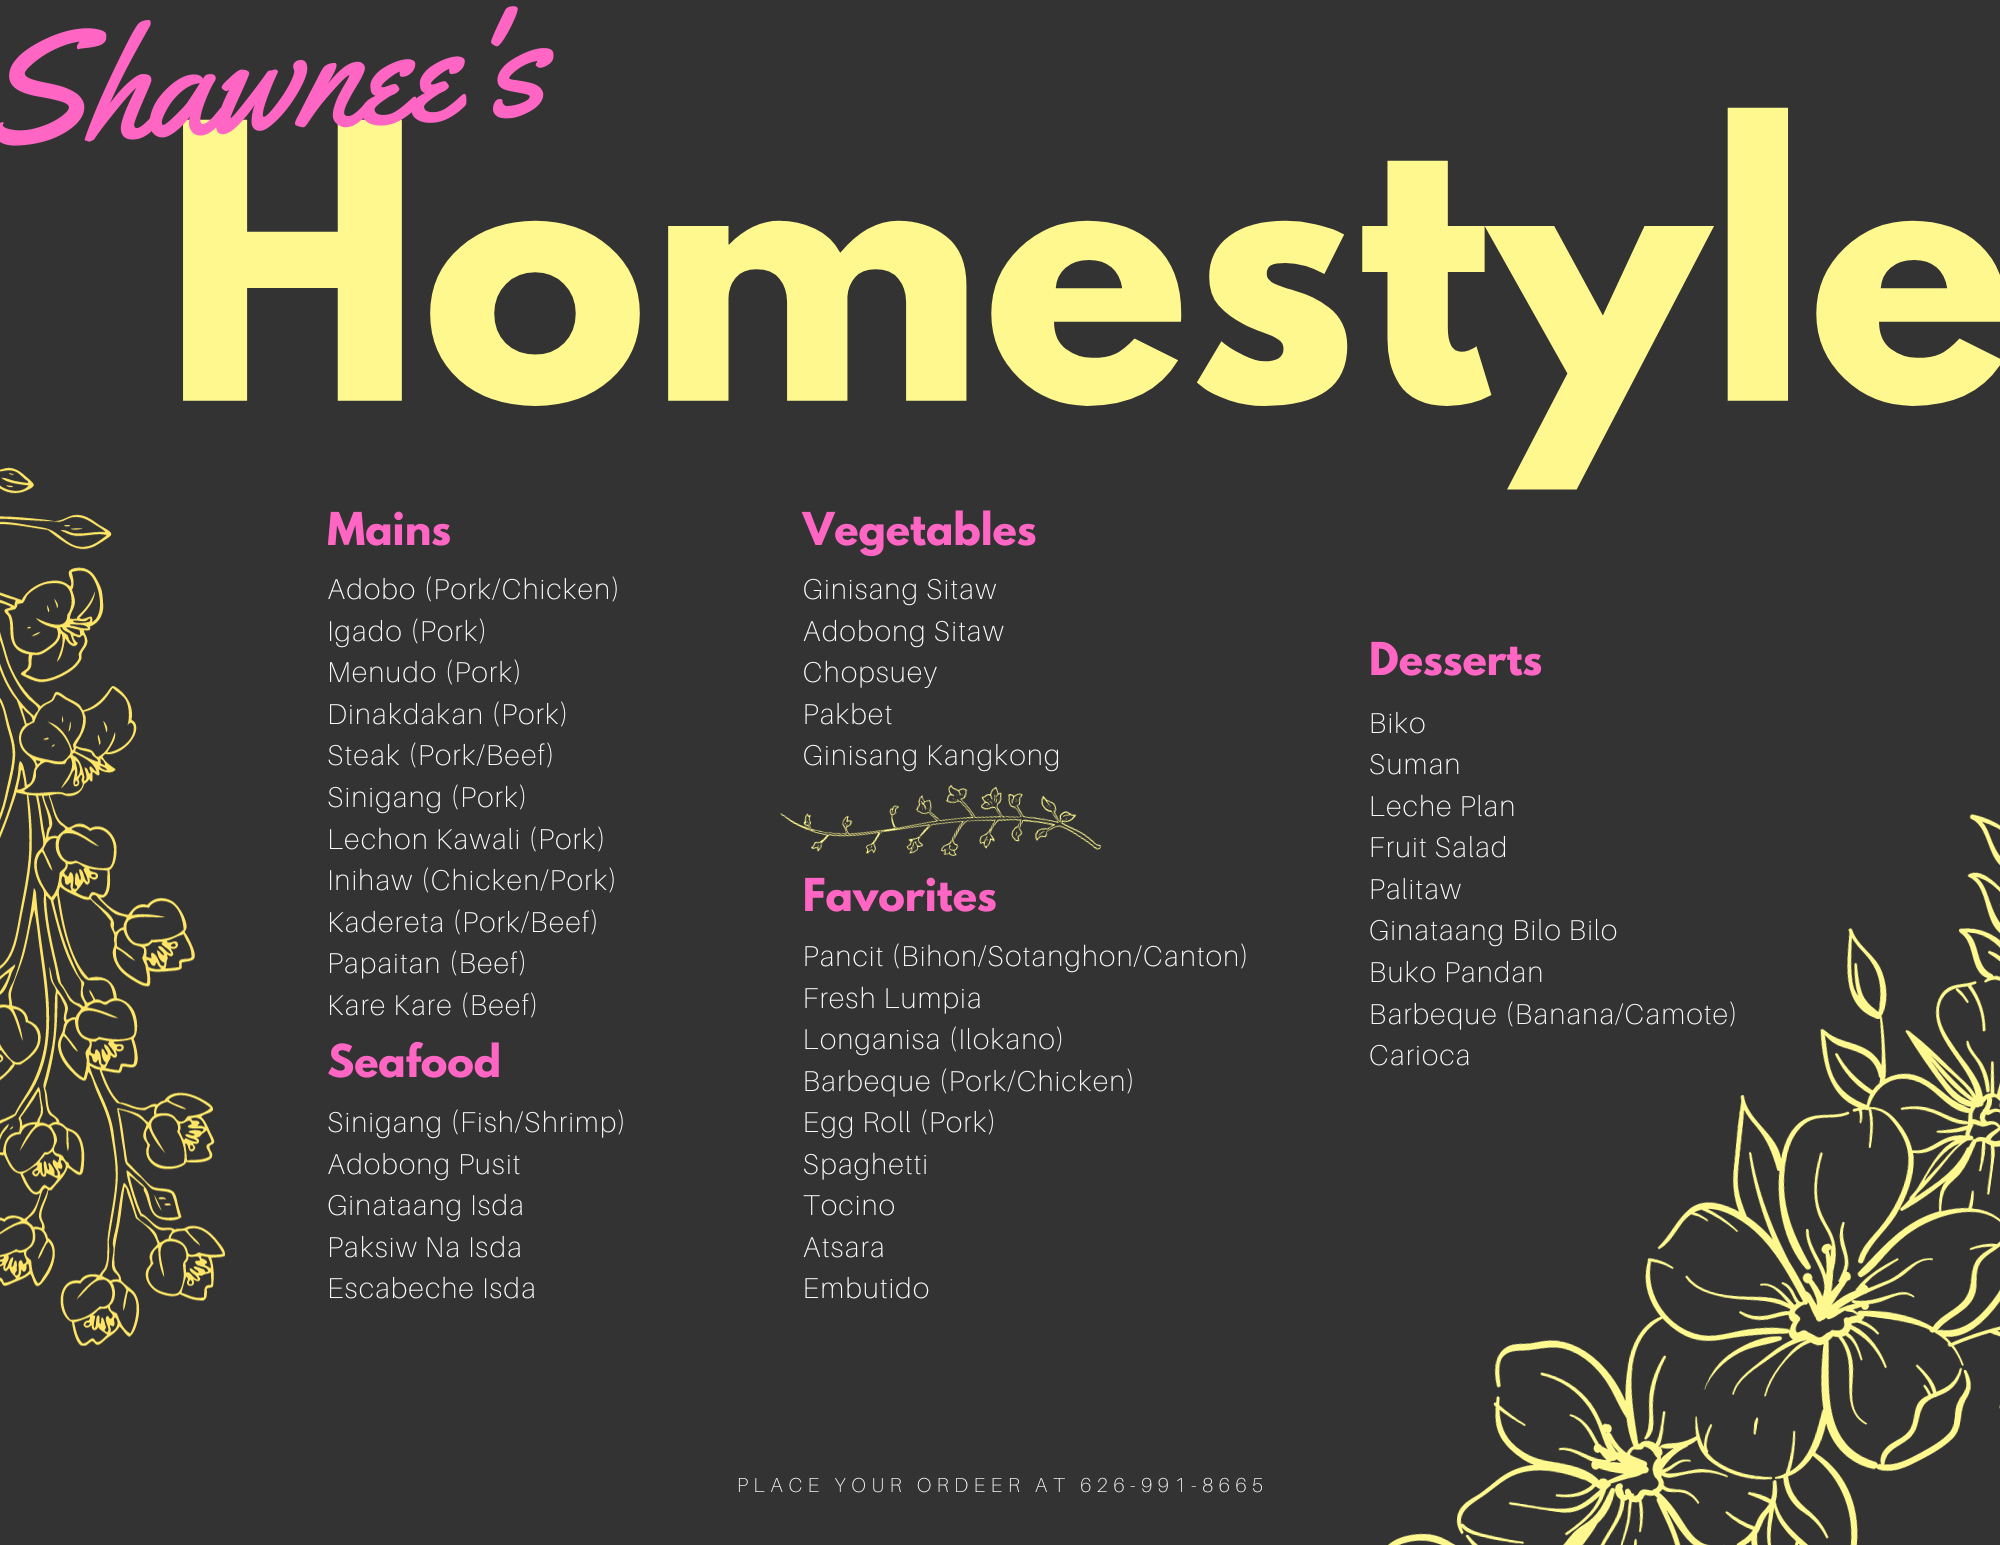 Shawnee's
Homestyle
Mains
Adobo (Pork/Chicken)
Igado (Pork)
Menudo (Pork)
Dinakdakan (Pork)
Steak (Pork/Beef)
Sinigang (Pork)
Lechon Kawali (Pork)
Inihaw (Chicken/Pork)
Kadereta (Pork/Beef)
Papaitan (Beef)
Kare Kare (Beef)
Seafood
Sinigang (Fish/Shrimp)
Adobong Pusit
Ginataang Isda
Paksiw Na Isda
Escabeche Isda
Vegetables
Ginisang Sitaw
Adobong Sitaw
Chopsuey
Pakbet
Ginisang Kangkong
Favorites
Pancit (Bihon/Sotanghon/Canton)
Fresh Lumpia
Longanisa (Ilokano)
Barbeque (Pork/Chicken)
Egg Roll (Pork)
Spaghetti
Tocino
Atsara
Embutido
Desserts
Biko
Suman
Leche Plan
Fruit Salad
Palitaw
Ginataang Bilo Bilo
Buko Pandan
Barbeque (Banana/Camote)
Carioca
PLACE YOUR ORDEER AT 626-991-8665